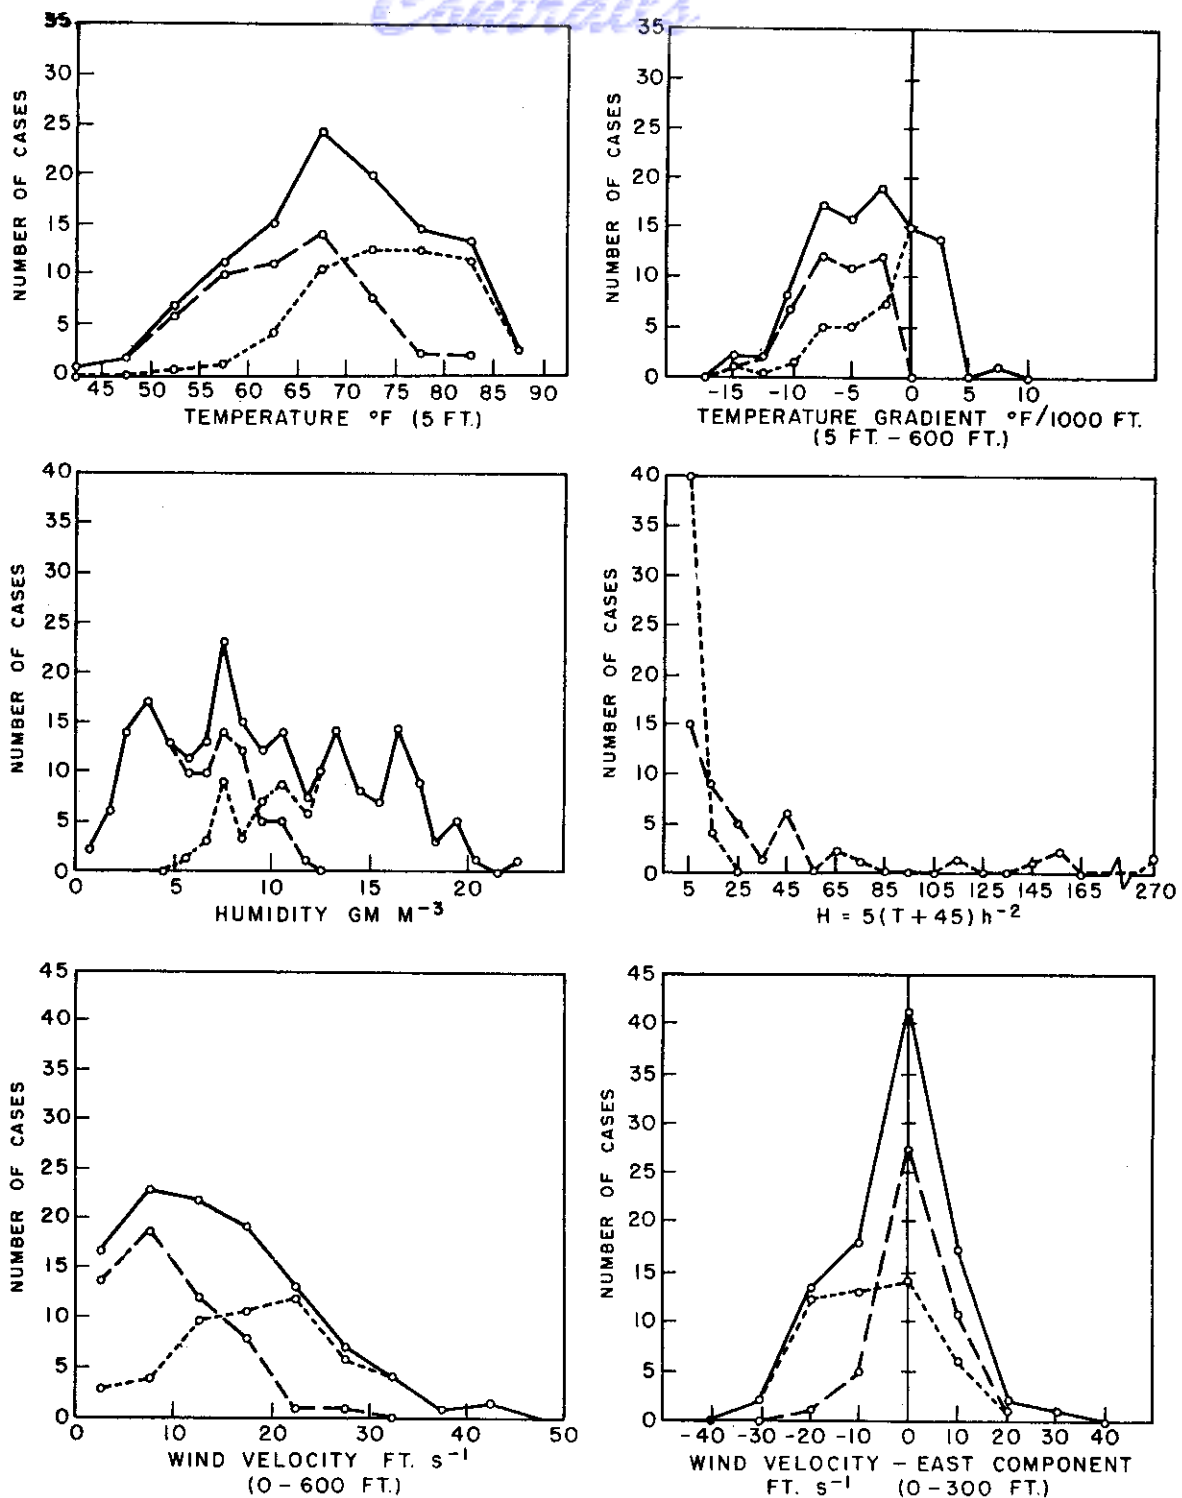 Contrails
35
30
25
20
15
10
5
0
NUMBER OF CASES
45 50 55 60 65 70 75 80 85 90
TEMPERATURE °F (5 FT.)
35
30
25
20
15
10
5
0
NUMBER OF CASES
-15 -10 -5 0 5 10
TEMPERATURE GRADIENT °F/1000 FT.
(5 FT. – 600 FT.)
40
35
30
25
20
15
10
5
0
NUMBER OF CASES
0 5 10 15 20
HUMIDITY GM M⁻³
40
35
30
25
20
15
10
5
0
NUMBER OF CASES
5 25 45 65 85 105 125 145 165 270
H = 5(T + 45) h⁻²
45
40
35
30
25
20
15
10
5
0
NUMBER OF CASES
0 10 20 30 40 50
WIND VELOCITY FT. s⁻¹
(0 – 600 FT.)
45
40
35
30
25
20
15
10
5
0
NUMBER OF CASES
-40 -30 -20 -10 0 10 20 30 40
WIND VELOCITY – EAST COMPONENT
FT. s⁻¹ (0-300 FT.)